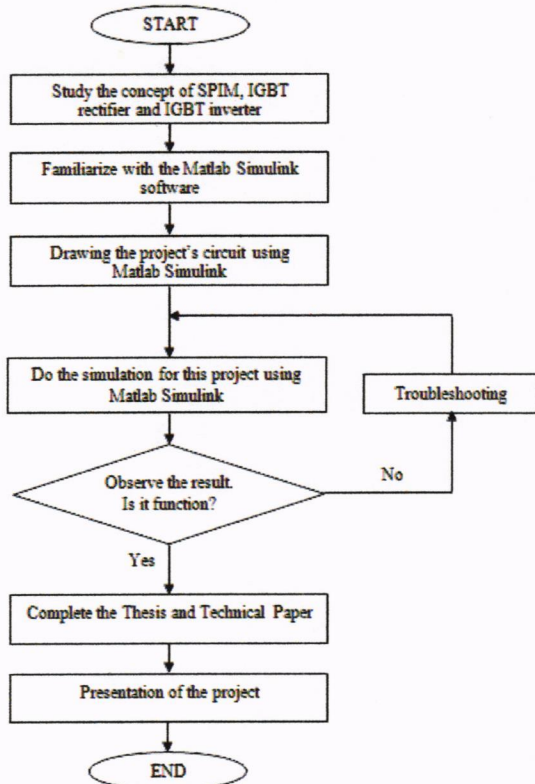 START
Study the concept of SPIM, IGBT
rectifier and IGBT inverter
Familiarize with the Matlab Simulink
software
Drawing the project's circuit using
Matlab Simulink
Do the simulation for this project using
Matlab Simulink
Troubleshooting
Observe the result.
Is it function?
No
Yes
Complete the Thesis and Technical Paper
Presentation of the project
END